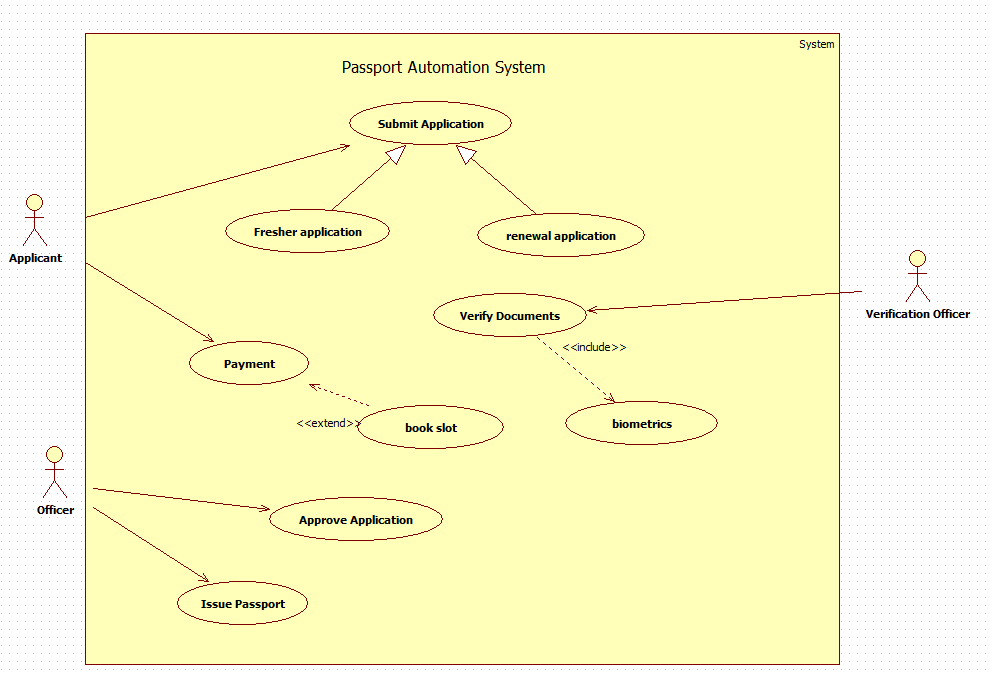 System
Passport Automation System
Submit Application
Fresher application
renewal application
Applicant
Verify Documents
Verification Officer
<<include>>
Payment
<<extend>>
book slot
biometrics
Officer
Approve Application
Issue Passport